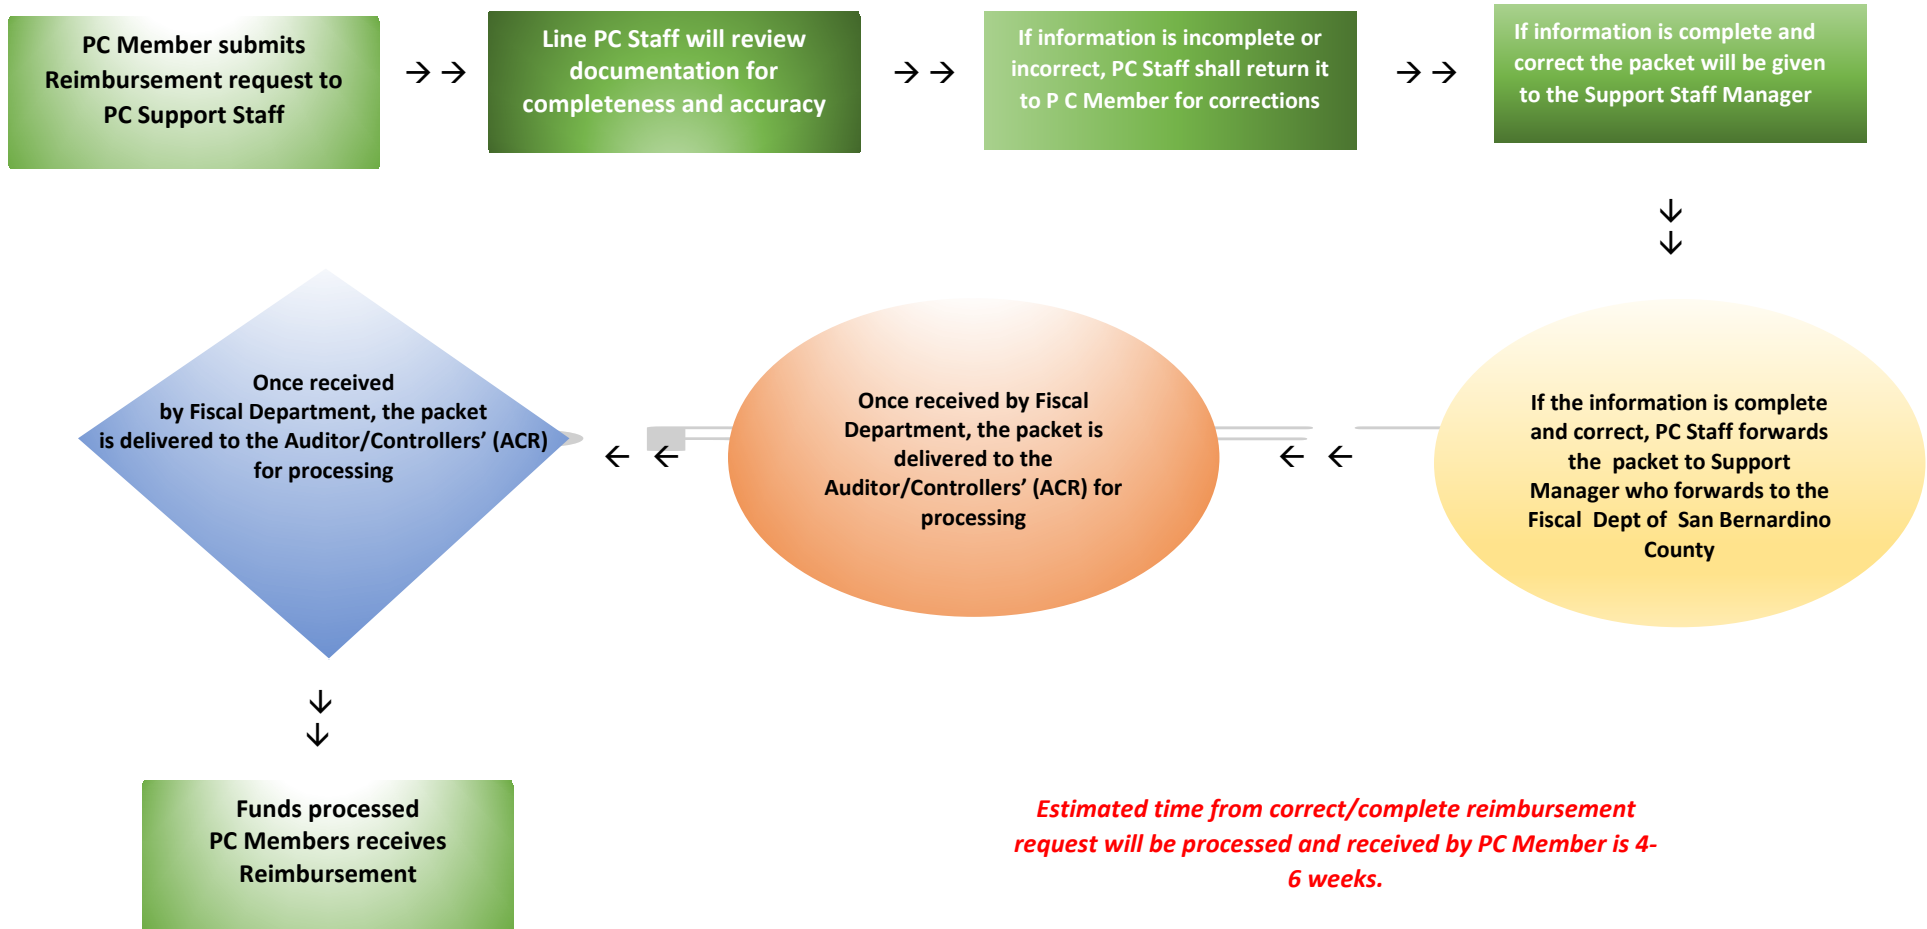 PC Member submits
Reimbursement request to
PC Support Staff
→ →
Line PC Staff will review
documentation for
completeness and accuracy
→ →
If information is incomplete or
incorrect, PC Staff shall return it
to P C Member for corrections
→ →
If information is complete and
correct the packet will be given
to the Support Staff Manager
↓
↓
If the information is complete
and correct, PC Staff forwards
the packet to Support
Manager who forwards to the
Fiscal Dept of San Bernardino
County
← ←
Once received by Fiscal
Department, the packet is
delivered to the
Auditor/Controllers’ (ACR) for
processing
← ←
Once received
by Fiscal Department, the packet
is delivered to the Auditor/Controllers’ (ACR)
for processing
↓
↓
Funds processed
PC Members receives
Reimbursement
Estimated time from correct/complete reimbursement
request will be processed and received by PC Member is 4-
6 weeks.